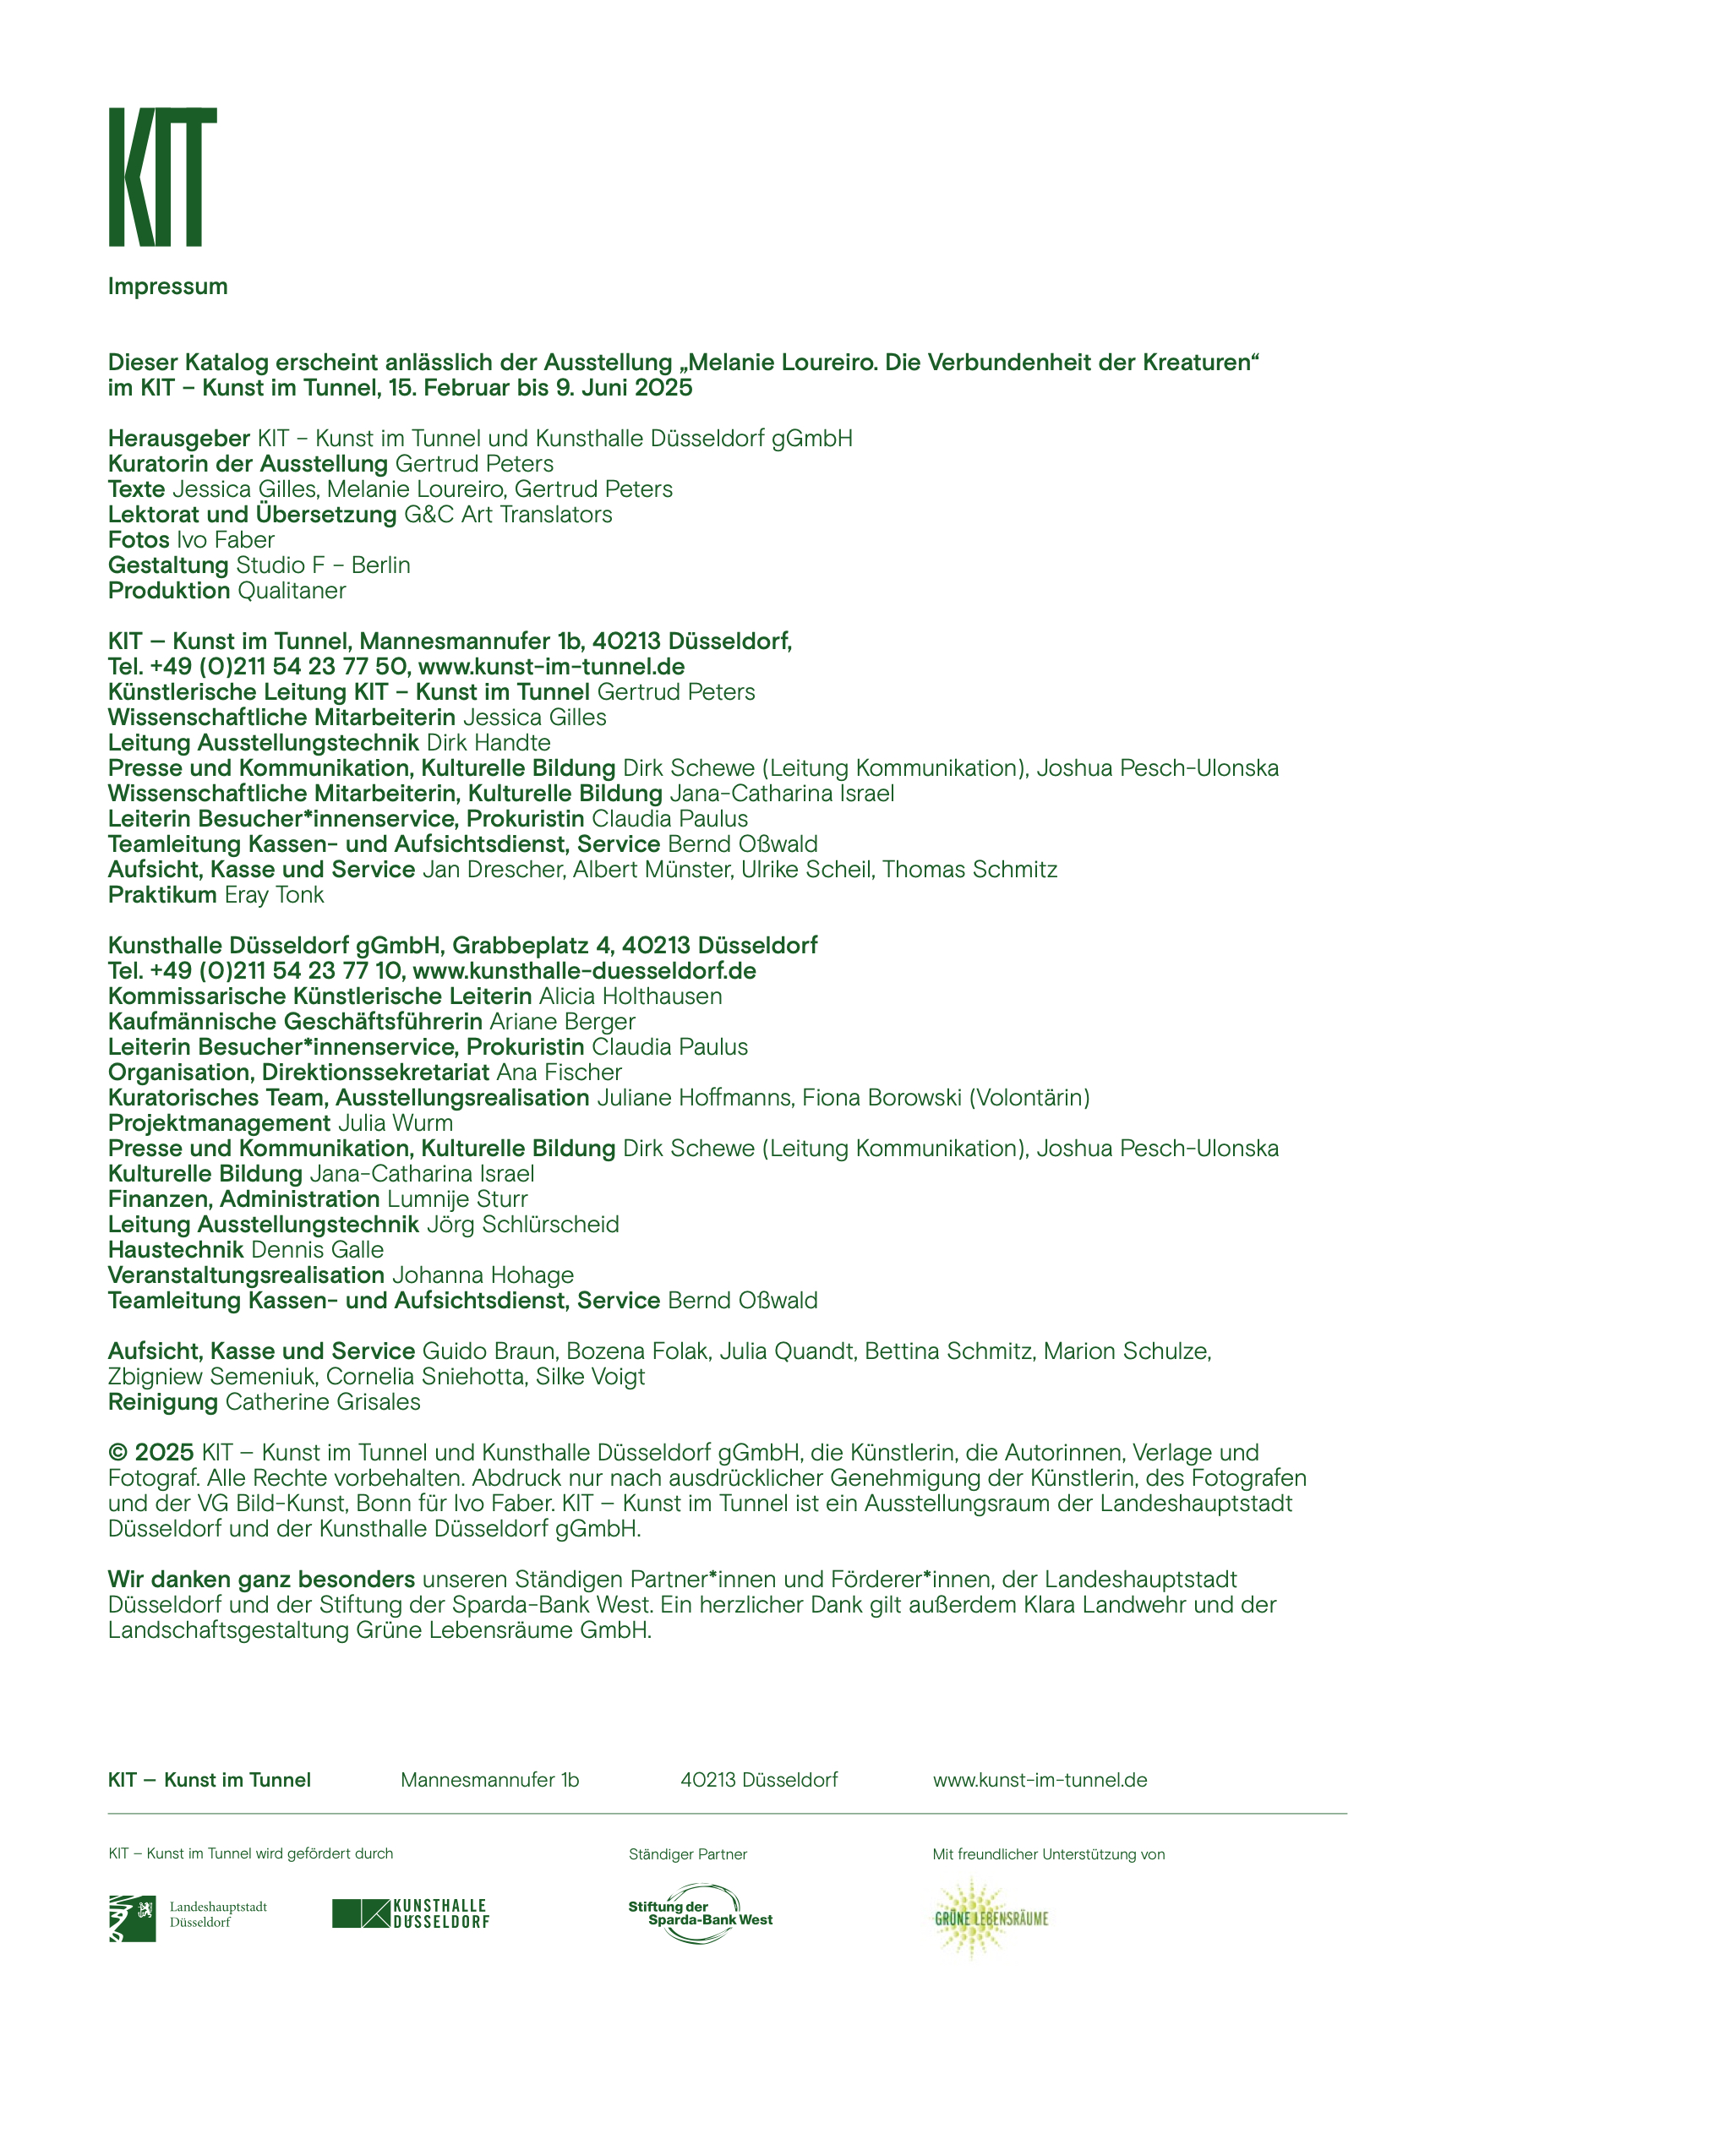 KIT
Impressum
Dieser Katalog erscheint anlässlich der Ausstellung „Melanie Loureiro. Die Verbundenheit der Kreaturen“
im KIT – Kunst im Tunnel, 15. Februar bis 9. Juni 2025
Herausgeber KIT – Kunst im Tunnel und Kunsthalle Düsseldorf gGmbH
Kuratorin der Ausstellung Gertrud Peters
Texte Jessica Gilles, Melanie Loureiro, Gertrud Peters
Lektorat und Übersetzung G&C Art Translators
Fotos Ivo Faber
Gestaltung Studio F – Berlin
Produktion Qualitaner
KIT – Kunst im Tunnel, Mannesmannufer 1b, 40213 Düsseldorf,
Tel. +49 (0)211 54 23 77 50, www.kunst-im-tunnel.de
Künstlerische Leitung KIT – Kunst im Tunnel Gertrud Peters
Wissenschaftliche Mitarbeiterin Jessica Gilles
Leitung Ausstellungstechnik Dirk Handte
Presse und Kommunikation, Kulturelle Bildung Dirk Schewe (Leitung Kommunikation), Joshua Pesch-Ulonska
Wissenschaftliche Mitarbeiterin, Kulturelle Bildung Jana-Catharina Israel
Leiterin Besucher*innenservice, Prokuristin Claudia Paulus
Teamleitung Kassen- und Aufsichtsdienst, Service Bernd Oßwald
Aufsicht, Kasse und Service Jan Drescher, Albert Münster, Ulrike Scheil, Thomas Schmitz
Praktikum Eray Tonk
Kunsthalle Düsseldorf gGmbH, Grabbeplatz 4, 40213 Düsseldorf
Tel. +49 (0)211 54 23 77 10, www.kunsthalle-duesseldorf.de
Kommissarische Künstlerische Leiterin Alicia Holthausen
Kaufmännische Geschäftsführerin Ariane Berger
Leiterin Besucher*innenservice, Prokuristin Claudia Paulus
Organisation, Direktionssekretariat Ana Fischer
Kuratorisches Team, Ausstellungsrealisation Juliane Hoffmanns, Fiona Borowski (Volontärin)
Projektmanagement Julia Wurm
Presse und Kommunikation, Kulturelle Bildung Dirk Schewe (Leitung Kommunikation), Joshua Pesch-Ulonska
Kulturelle Bildung Jana-Catharina Israel
Finanzen, Administration Lumnije Sturr
Leitung Ausstellungstechnik Jörg Schlürscheid
Haustechnik Dennis Galle
Veranstaltungsrealisation Johanna Hohage
Teamleitung Kassen- und Aufsichtsdienst, Service Bernd Oßwald
Aufsicht, Kasse und Service Guido Braun, Bozena Folak, Julia Quandt, Bettina Schmitz, Marion Schulze,
Zbigniew Semeniuk, Cornelia Sniehotta, Silke Voigt
Reinigung Catherine Grisales
© 2025 KIT – Kunst im Tunnel und Kunsthalle Düsseldorf gGmbH, die Künstlerin, die Autorinnen, Verlage und
Fotograf. Alle Rechte vorbehalten. Abdruck nur nach ausdrücklicher Genehmigung der Künstlerin, des Fotografen
und der VG Bild-Kunst, Bonn für Ivo Faber. KIT – Kunst im Tunnel ist ein Ausstellungsraum der Landeshauptstadt
Düsseldorf und der Kunsthalle Düsseldorf gGmbH.
Wir danken ganz besonders unseren Ständigen Partner*innen und Förderer*innen, der Landeshauptstadt
Düsseldorf und der Stiftung der Sparda-Bank West. Ein herzlicher Dank gilt außerdem Klara Landwehr und der
Landschaftsgestaltung Grüne Lebensräume GmbH.
KIT – Kunst im Tunnel Mannesmannufer 1b 40213 Düsseldorf www.kunst-im-tunnel.de
KIT – Kunst im Tunnel wird gefördert durch Ständiger Partner Mit freundlicher Unterstützung von
Landeshauptstadt
Düsseldorf
KUNSTHALLE
DÜSSELDORF
Stiftung der
Sparda-Bank West
GRÜNE LEBENSRÄUME